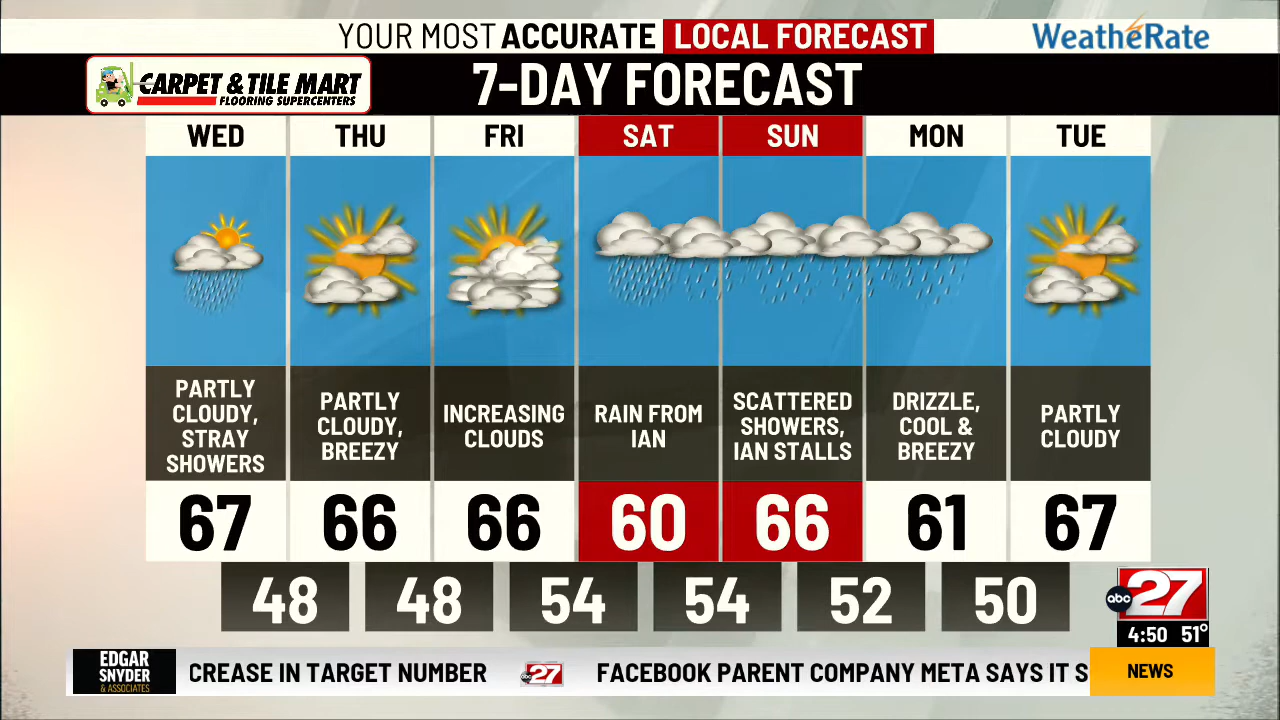 YOUR MOST ACCURATE LOCAL FORECAST
WeatheRate
CARPET & TILE MART
FLOORING SUPERCENTERS
7-DAY FORECAST
WED THU FRI SAT SUN MON TUE
PARTLY
CLOUDY,
STRAY
SHOWERS
PARTLY
CLOUDY,
BREEZY
INCREASING
CLOUDS
RAIN FROM
IAN
SCATTERED
SHOWERS,
IAN STALLS
DRIZZLE,
COOL &
BREEZY
PARTLY
CLOUDY
67 66 66 60 66 61 67
48 48 54 54 52 50
abc 27
4:50 51°
EDGAR
SNYDER
& ASSOCIATES
CREASE IN TARGET NUMBER abc 27 FACEBOOK PARENT COMPANY META SAYS IT S
NEWS